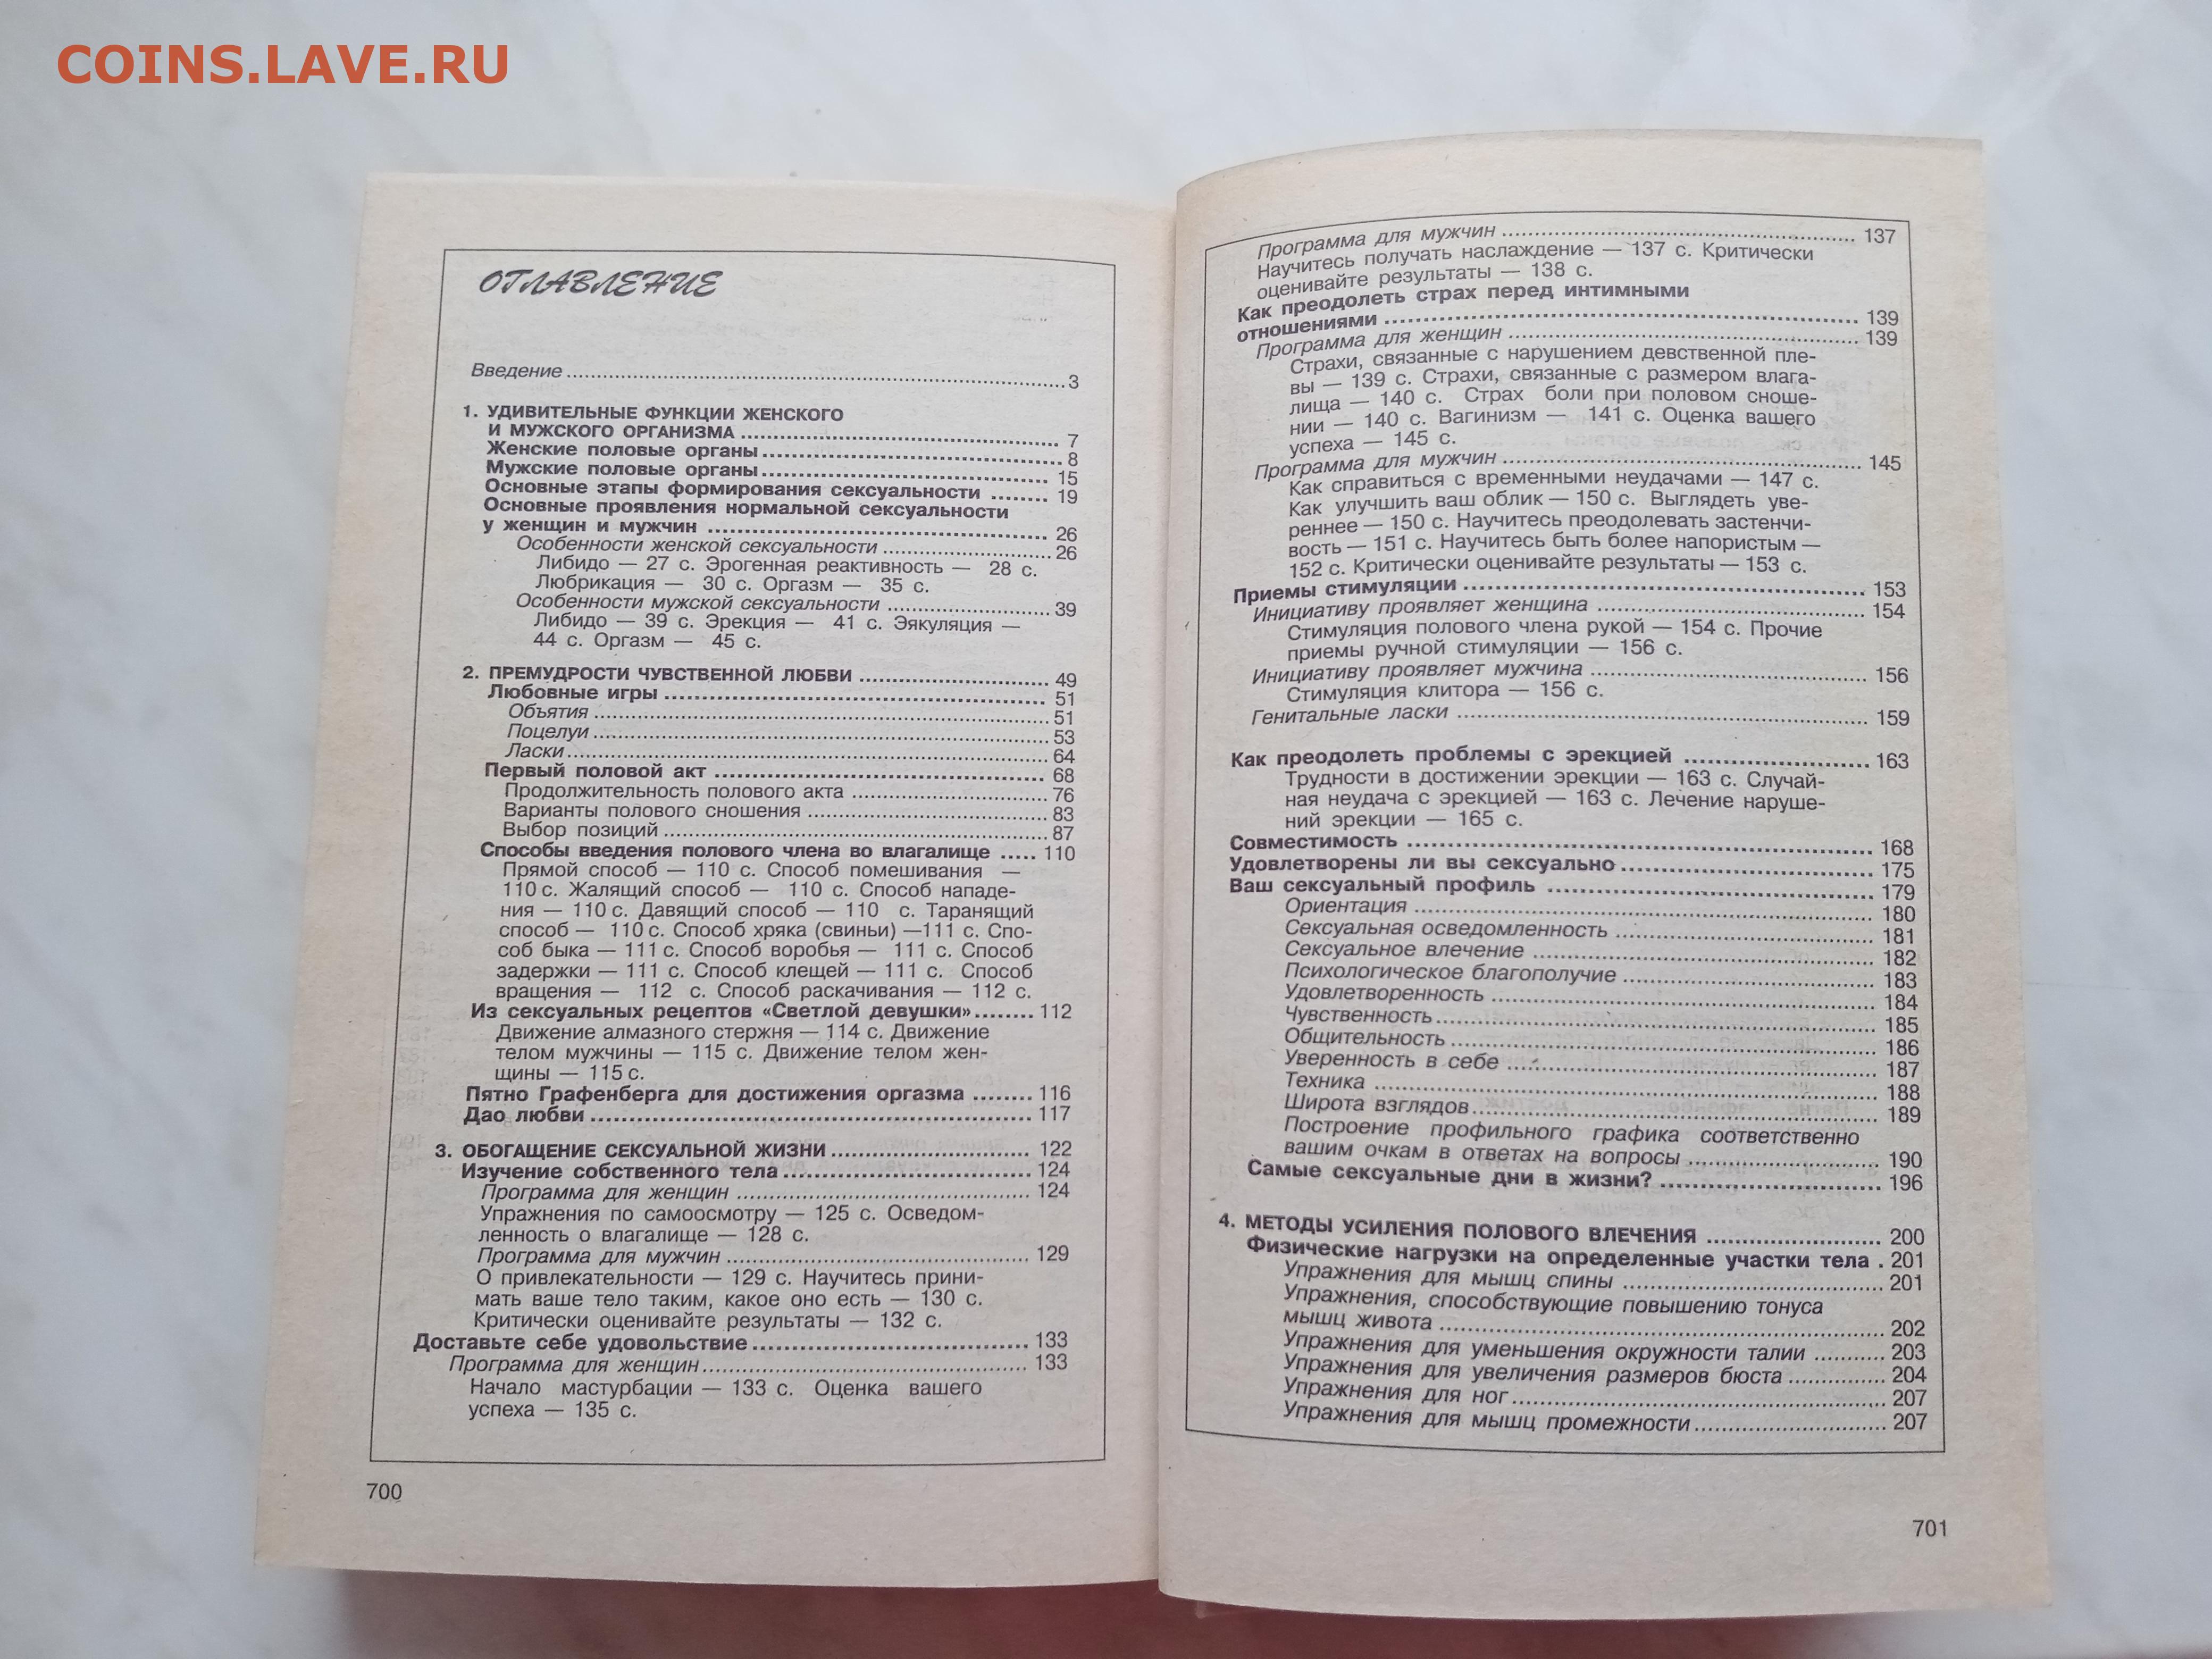 COINS.LAVE.RU
ОГЛАВЛЕНИЕ
Введение ........ 3
1. УДИВИТЕЛЬНЫЕ ФУНКЦИИ ЖЕНСКОГО
И МУЖСКОГО ОРГАНИЗМА ........ 7
Женские половые органы ........ 8
Мужские половые органы ........ 15
Основные этапы формирования сексуальности ........ 19
Основные проявления нормальной сексуальности
у женщин и мужчин ........ 26
Особенности женской сексуальности ........ 26
Либидо — 27 с. Эрогенная реактивность — 28 с.
Любрикация — 30 с. Оргазм — 35 с.
Особенности мужской сексуальности ........ 39
Либидо — 39 с. Эрекция — 41 с. Эякуляция —
44 с. Оргазм — 45 с.
2. ПРЕМУДРОСТИ ЧУВСТВЕННОЙ ЛЮБВИ ........ 49
Любовные игры ........ 51
Объятия ........ 51
Поцелуи ........ 53
Ласки ........ 64
Первый половой акт ........ 68
Продолжительность полового акта ........ 76
Варианты полового сношения ........ 83
Выбор позиций ........ 87
Способы введения полового члена во влагалище ..... 110
Прямой способ — 110 с. Способ помешивания —
110 с. Жалящий способ — 110 с. Способ нападе-
ния — 110 с. Давящий способ — 110 с. Таранящий
способ — 110 с. Способ хряка (свиньи) —111 с. Спо-
соб быка — 111 с. Способ воробья — 111 с. Способ
задержки — 111 с. Способ клещей — 111 с. Способ
вращения — 112 с. Способ раскачивания — 112 с.
Из сексуальных рецептов «Светлой девушки» ........ 112
Движение алмазного стержня — 114 с. Движение
телом мужчины — 115 с. Движение телом жен-
щины — 115 с.
Пятно Графенберга для достижения оргазма ........ 116
Дао любви ........ 117
3. ОБОГАЩЕНИЕ СЕКСУАЛЬНОЙ ЖИЗНИ ........ 122
Изучение собственного тела ........ 124
Программа для женщин ........ 124
Упражнения по самоосмотру — 125 с. Осведом-
ленность о влагалище — 128 с.
Программа для мужчин ........ 129
О привлекательности — 129 с. Научитесь прини-
мать ваше тело таким, какое оно есть — 130 с.
Критически оценивайте результаты — 132 с.
Доставьте себе удовольствие ........ 133
Программа для женщин ........ 133
Начало мастурбации — 133 с. Оценка вашего
успеха — 135 с.
700
Программа для мужчин ........ 137
Научитесь получать наслаждение — 137 с. Критически
оценивайте результаты — 138 с.
Как преодолеть страх перед интимными
отношениями ........ 139
Программа для женщин ........ 139
Страхи, связанные с нарушением девственной пле-
вы — 139 с. Страхи, связанные с размером влага-
лища — 140 с. Страх боли при половом сноше-
нии — 140 с. Вагинизм — 141 с. Оценка вашего
успеха — 145 с.
Программа для мужчин ........ 145
Как справиться с временными неудачами — 147 с.
Как улучшить ваш облик — 150 с. Выглядеть уве-
реннее — 150 с. Научитесь преодолевать застенчи-
вость — 151 с. Научитесь быть более напористым —
152 с. Критически оценивайте результаты — 153 с.
Приемы стимуляции ........ 153
Инициативу проявляет женщина ........ 154
Стимуляция полового члена рукой — 154 с. Прочие
приемы ручной стимуляции — 156 с.
Инициативу проявляет мужчина ........ 156
Стимуляция клитора — 156 с.
Генитальные ласки ........ 159
Как преодолеть проблемы с эрекцией ........ 163
Трудности в достижении эрекции — 163 с. Случай-
ная неудача с эрекцией — 163 с. Лечение наруше-
ний эрекции — 165 с.
Совместимость ........ 168
Удовлетворены ли вы сексуально ........ 175
Ваш сексуальный профиль ........ 179
Ориентация ........ 180
Сексуальная осведомленность ........ 181
Сексуальное влечение ........ 182
Психологическое благополучие ........ 183
Удовлетворенность ........ 184
Чувственность ........ 185
Общительность ........ 186
Уверенность в себе ........ 187
Техника ........ 188
Широта взглядов ........ 189
Построение профильного графика соответственно
вашим очкам в ответах на вопросы ........ 190
Самые сексуальные дни в жизни? ........ 196
4. МЕТОДЫ УСИЛЕНИЯ ПОЛОВОГО ВЛЕЧЕНИЯ ........ 200
Физические нагрузки на определенные участки тела . 201
Упражнения для мышц спины ........ 201
Упражнения, способствующие повышению тонуса
мышц живота ........ 202
Упражнения для уменьшения окружности талии ........ 203
Упражнения для увеличения размеров бюста ........ 204
Упражнения для ног ........ 207
Упражнения для мышц промежности ........ 207
701